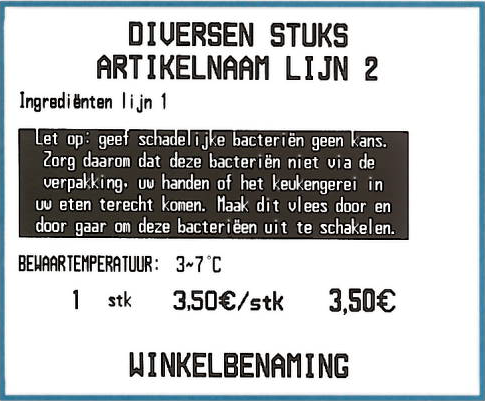 DIVERSEN STUKS
ARTIKELNAAM LIJN 2
Ingrediënten lijn 1
Let op: geef schadelijke bacteriën geen kans.
Zorg daarom dat deze bacteriën niet via de
verpakking, uw handen of het keukengerei in
uw eten terecht komen. Maak dit vlees door en
door gaar om deze bacterieën uit te schakelen.
BEWAARTEMPERATUUR: 3~7°C
1 stk 3,50€/stk 3,50€
WINKELBENAMING